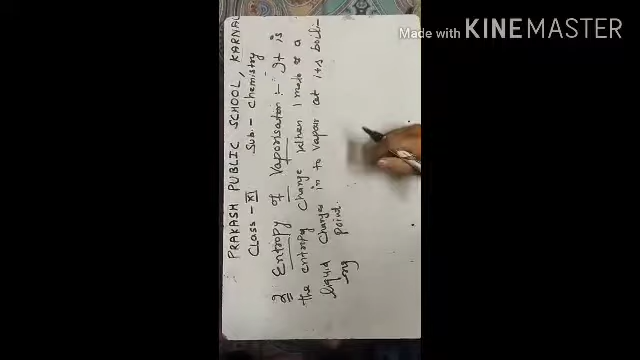 Made with KINEMASTER
PRAKASH PUBLIC SCHOOL, KARNAL
Class - XI Sub - Chemistry
2 Entropy of Vaporisation :- It is
the entropy change when 1 mole of a
liquid changes in to vapour at its boili-
ng point.